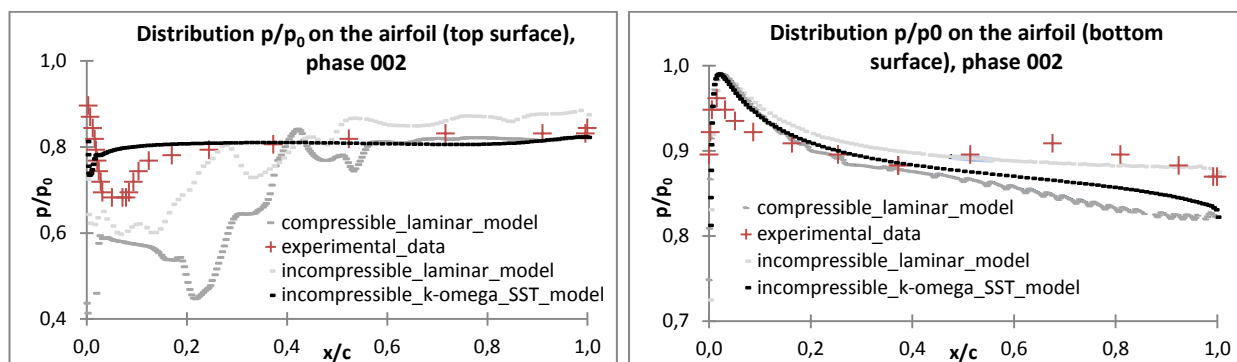 Distribution p/p0 on the airfoil (top surface),
phase 002
1,0
0,8
0,6
0,4
p/p0
compressible_laminar_model
experimental_data
incompressible_laminar_model
incompressible_k-omega_SST_model
0,0
0,2
0,4
0,6
0,8
1,0
x/c
Distribution p/p0 on the airfoil (bottom
surface), phase 002
1,0
0,9
0,8
0,7
p/p0
compressible_laminar_model
experimental_data
incompressible_laminar_model
incompressible_k-omega_SST_model
0,0
0,2
0,4
0,6
0,8
1,0
x/c